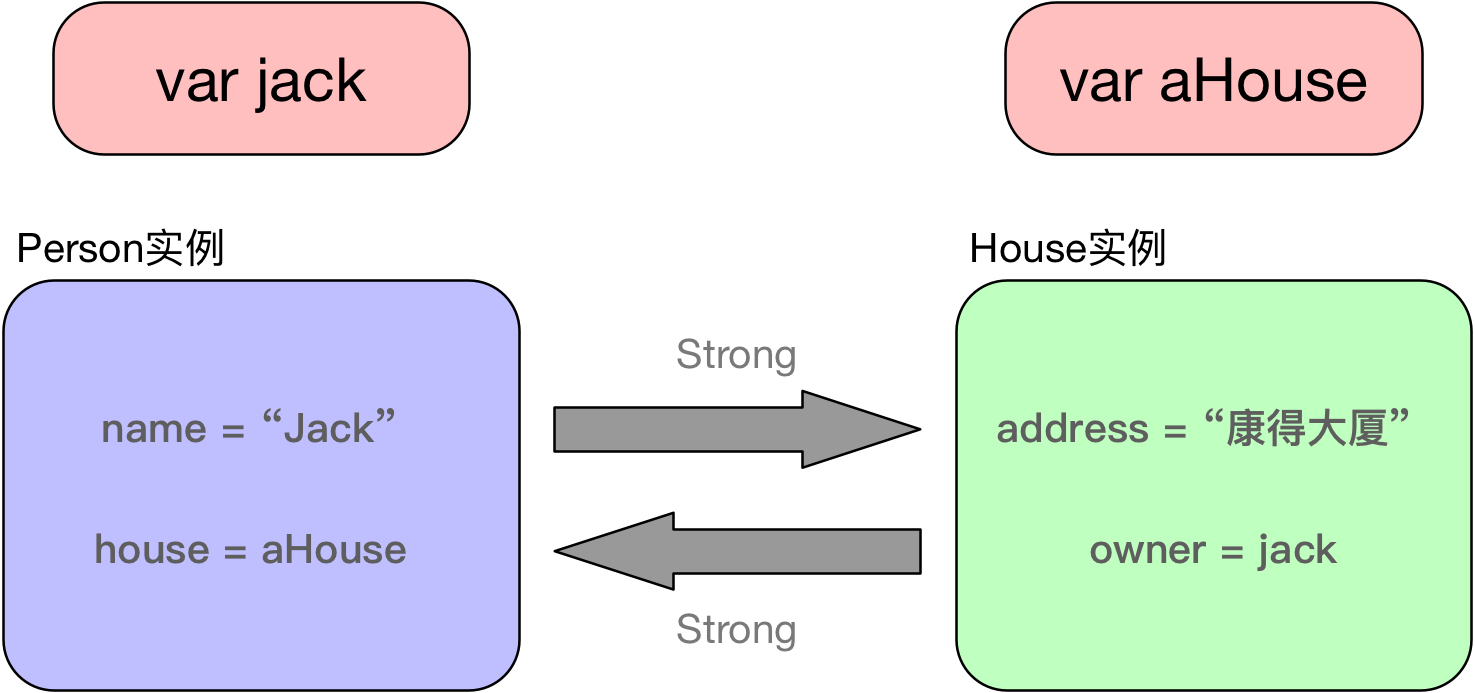 var jack
var aHouse
Person实例
House实例
Strong
name = “Jack”
address = “康得大厦”
house = aHouse
owner = jack
Strong